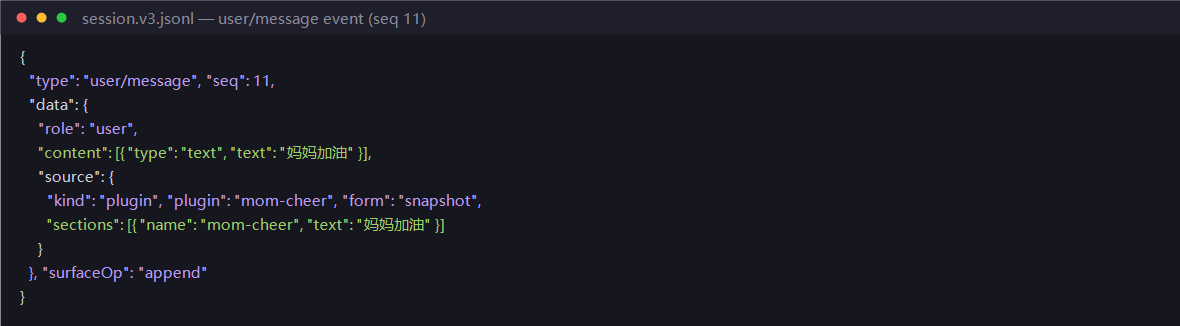 session.v3.jsonl — user/message event (seq 11)
{
"type": "user/message", "seq": 11,
"data": {
"role": "user",
"content": [{ "type": "text", "text": "妈妈加油" }],
"source": {
"kind": "plugin", "plugin": "mom-cheer", "form": "snapshot",
"sections": [{ "name": "mom-cheer", "text": "妈妈加油" }]
}
}, "surfaceOp": "append"
}